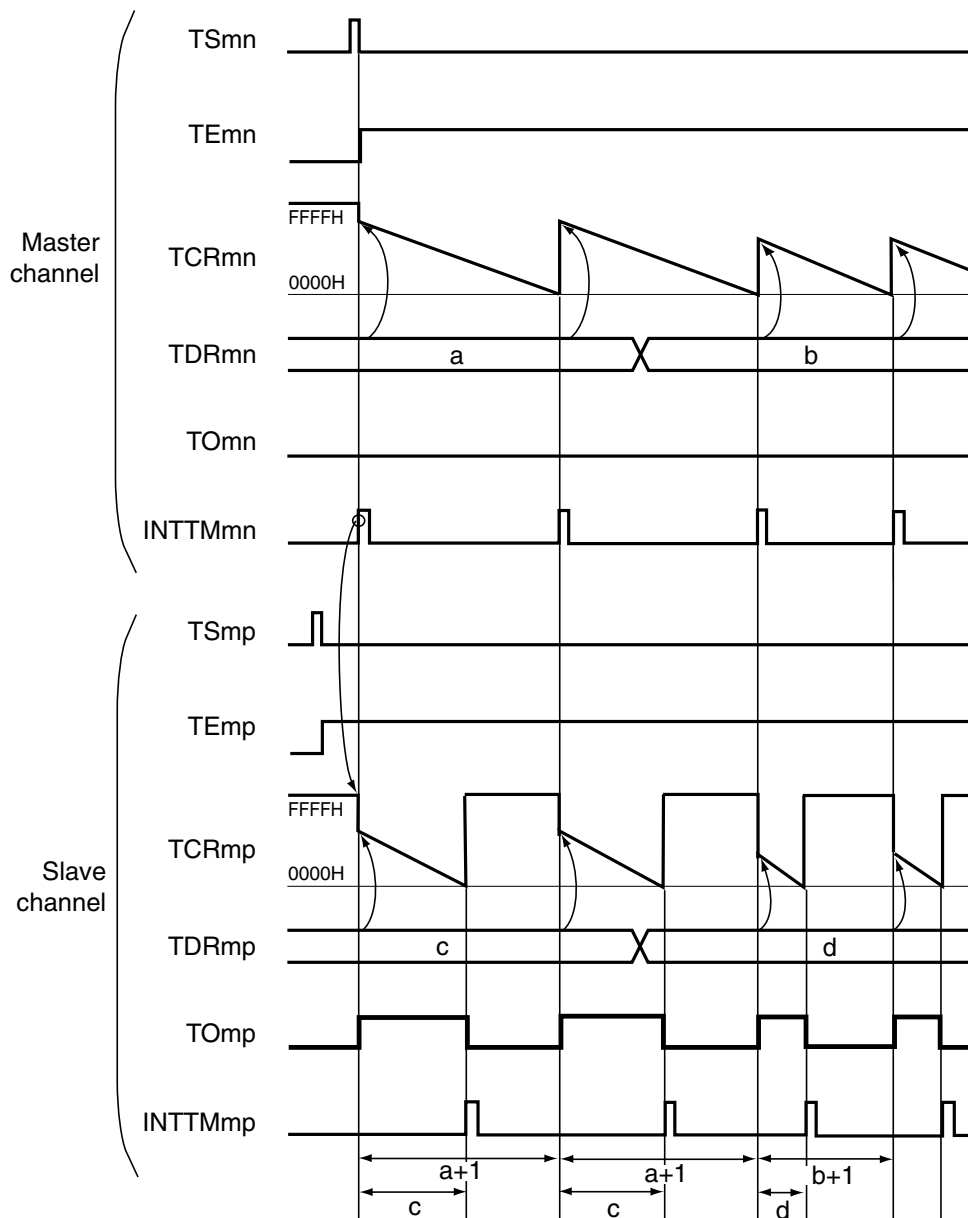 TSmn
TEmn
FFFFH
Master
channel
TCRmn
0000H
TDRmn
a
b
TOmn
INTTMmn
TSmp
TEmp
FFFFH
TCRmp
0000H
Slave
channel
TDRmp
c
d
TOmp
INTTMmp
a+1
a+1
b+1
c
c
d